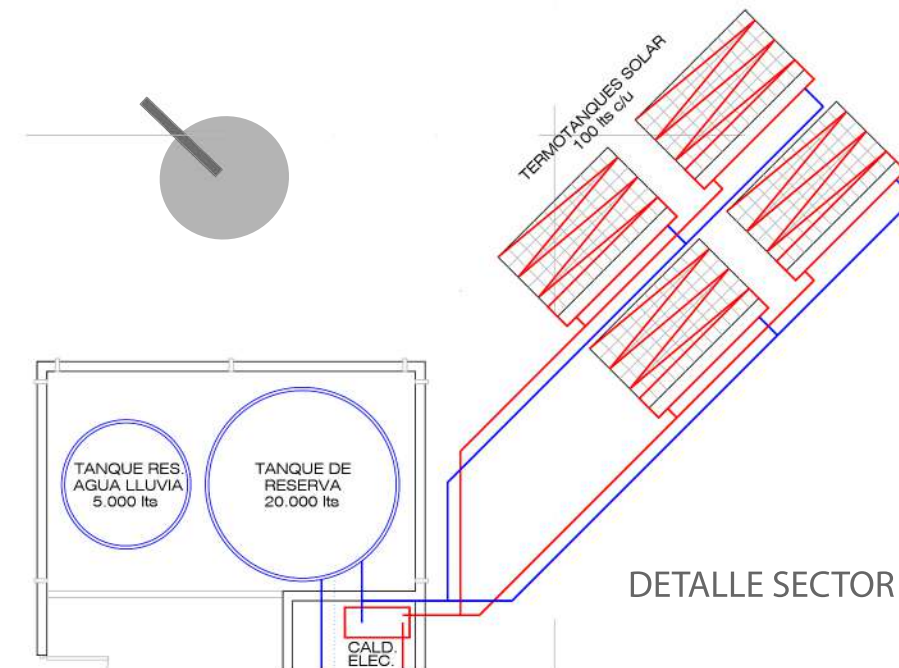 TERMOTANQUES SOLAR
100 lts c/u
TANQUE RES.
AGUA LLUVIA
5.000 lts
TANQUE DE
RESERVA
20.000 lts
DETALLE SECTOR
CALD.
ELEC.